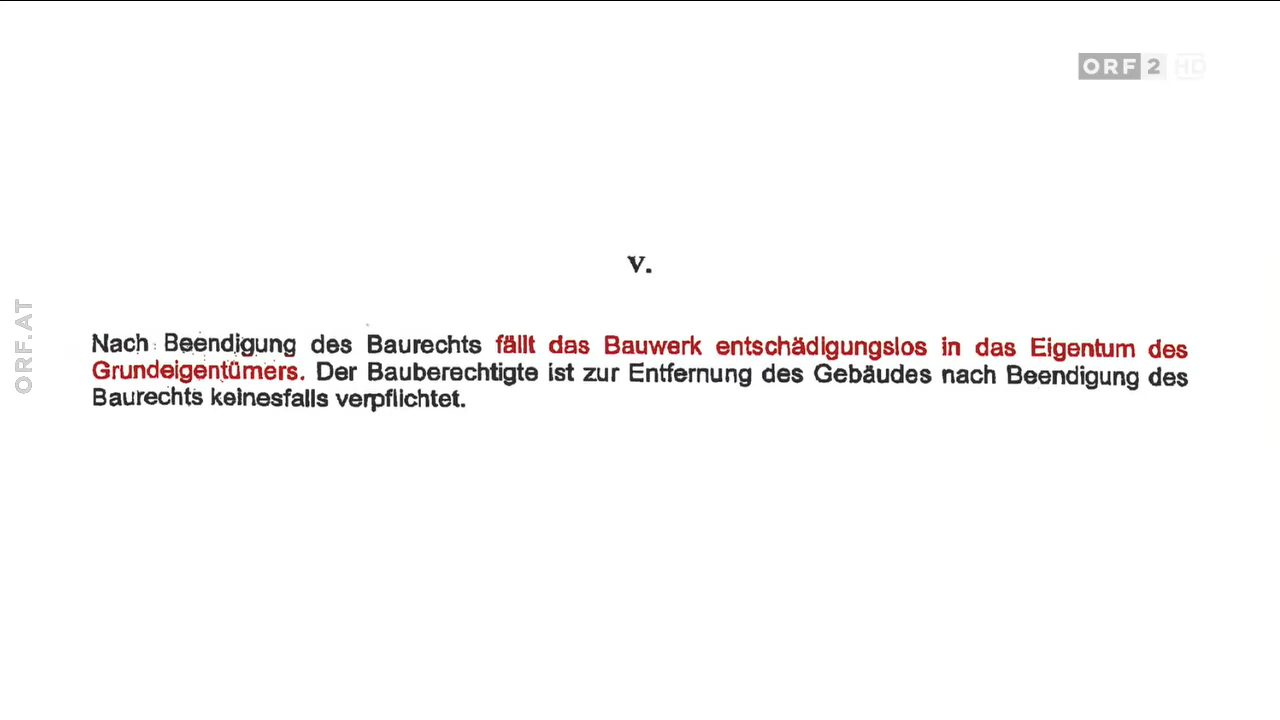 ORF 2 HD
ORF.AT
V.
Nach Beendigung des Baurechts fällt das Bauwerk entschädigungslos in das Eigentum des
Grundeigentümers. Der Bauberechtigte ist zur Entfernung des Gebäudes nach Beendigung des
Baurechts keinesfalls verpflichtet.